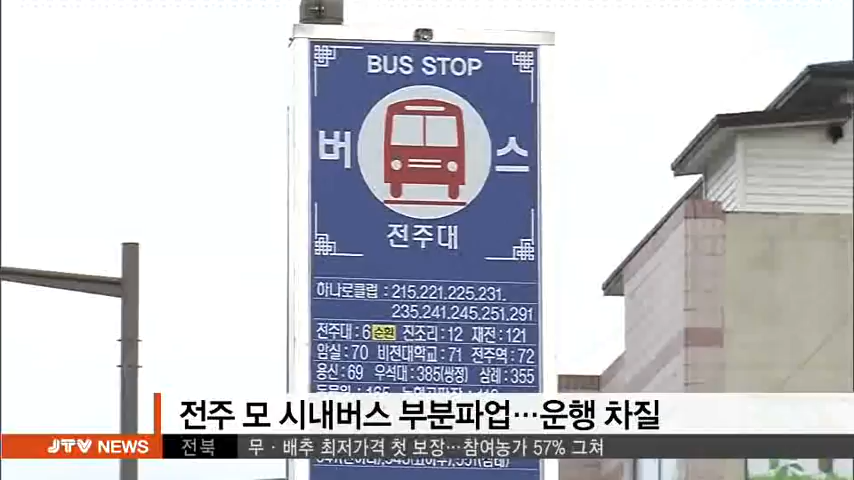 BUS STOP
버 스
전주대
하나로클럽 : 215.221.225.231.
235.241.245.251.291
전주대 : 6 순환 진조리 : 12 재전 : 121
암실 : 70 비전대학교 : 71 전주역 : 72
용신 : 69 우석대 : 385(쌍정) 삼례 : 355
전주 모 시내버스 부분파업…운행 차질
JTV NEWS 전북 무·배추 최저가격 첫 보장…참여농가 57% 그쳐